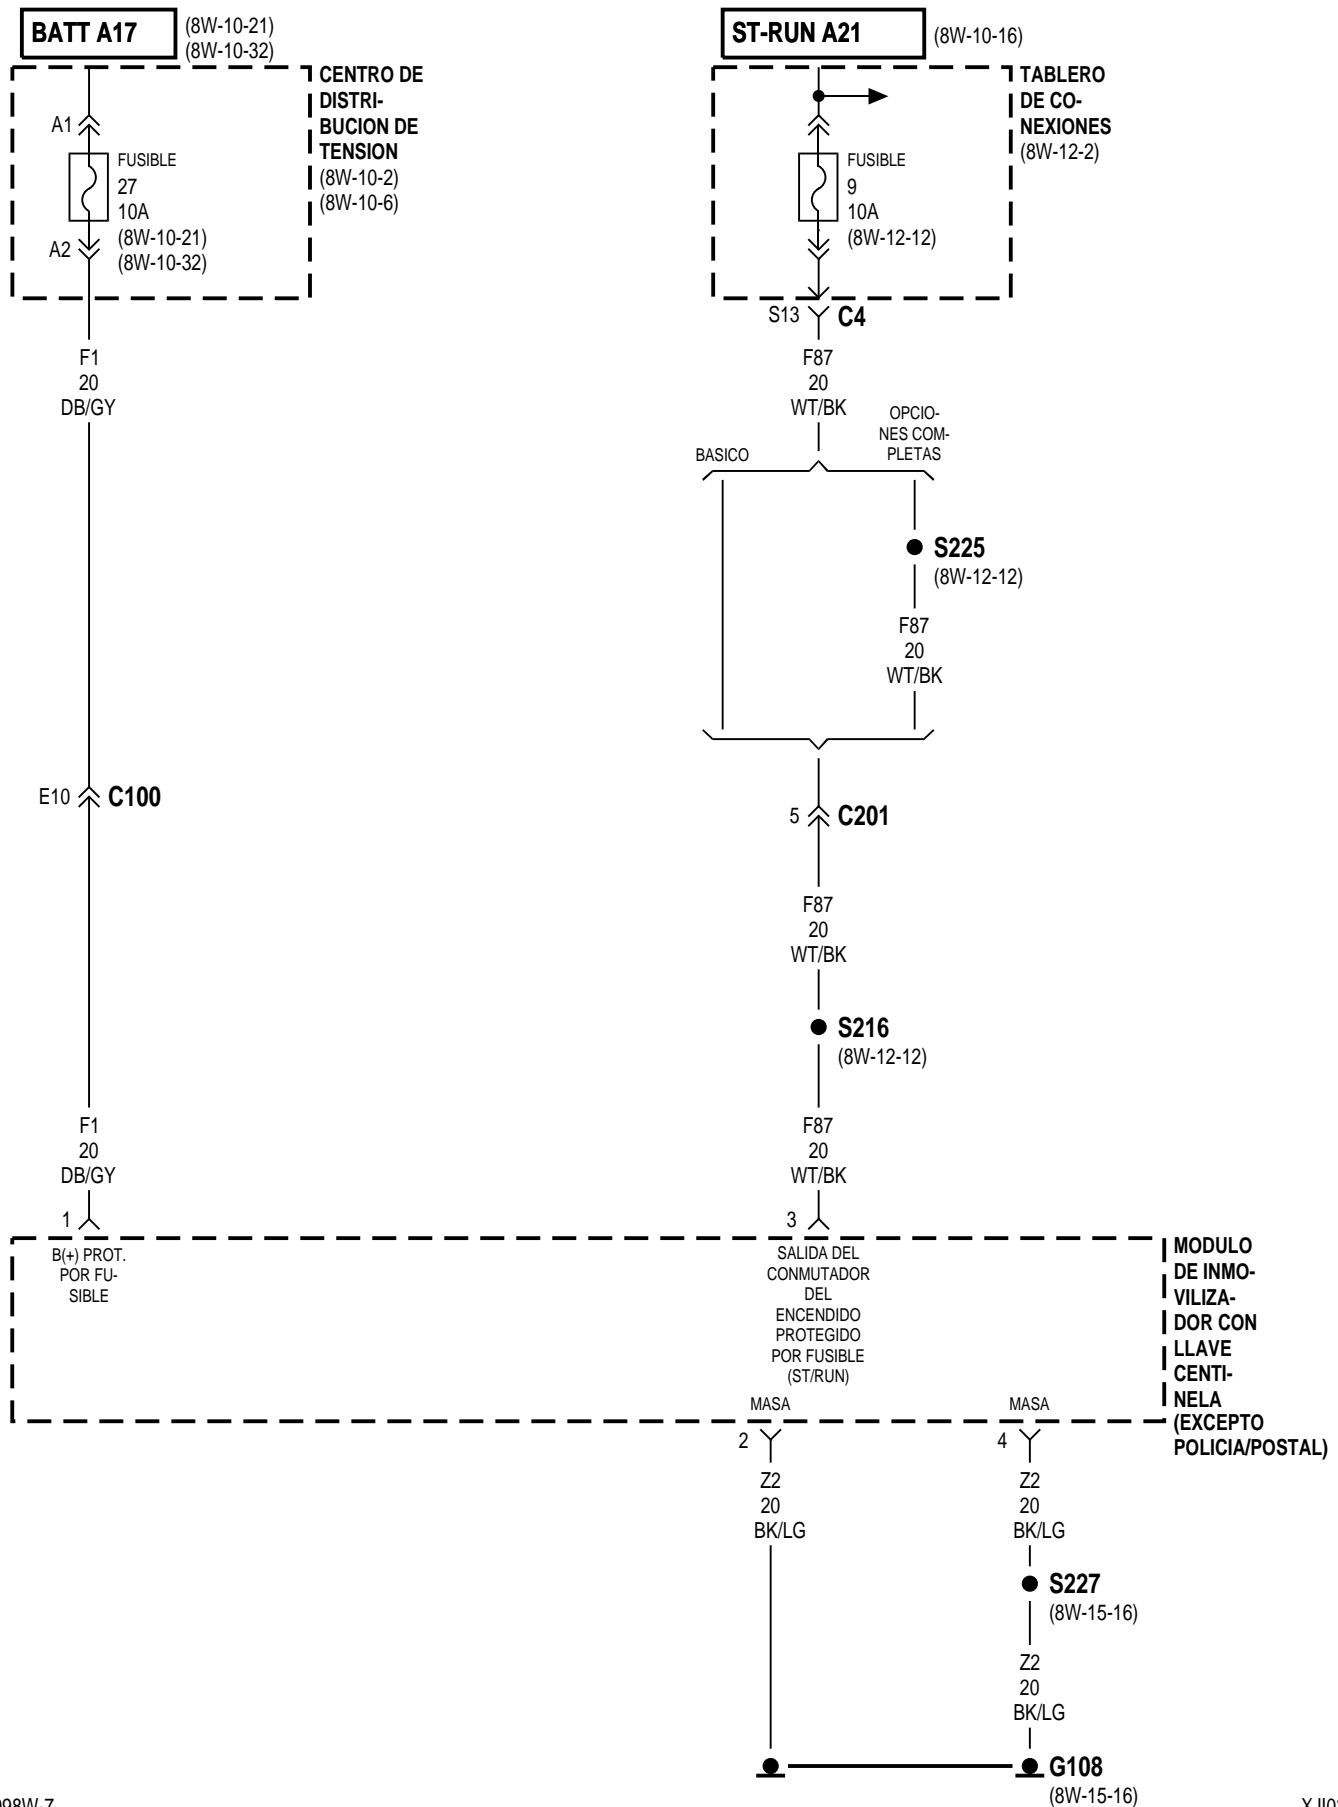 BATT A17
(8W-10-21)
(8W-10-32)
ST-RUN A21
(8W-10-16)
CENTRO DE
DISTRI-
BUCION DE
TENSION
(8W-10-2)
(8W-10-6)
A1
FUSIBLE
27
10A
(8W-10-21)
(8W-10-32)
A2
TABLERO
DE CO-
NEXIONES
(8W-12-2)
FUSIBLE
9
10A
(8W-12-12)
S13
C4
F1
20
DB/GY
F87
20
WT/BK
BASICO
OPCIO-
NES COM-
PLETAS
S225
(8W-12-12)
F87
20
WT/BK
E10
C100
5
C201
F87
20
WT/BK
S216
(8W-12-12)
F1
20
DB/GY
F87
20
WT/BK
1
3
B(+) PROT.
POR FU-
SIBLE
SALIDA DEL
CONMUTADOR
DEL
ENCENDIDO
PROTEGIDO
POR FUSIBLE
(ST/RUN)
MODULO
DE INMO-
VILIZA-
DOR CON
LLAVE
CENTI-
NELA
(EXCEPTO
POLICIA/POSTAL)
MASA
MASA
2
4
Z2
20
BK/LG
Z2
20
BK/LG
S227
(8W-15-16)
Z2
20
BK/LG
G108
(8W-15-16)